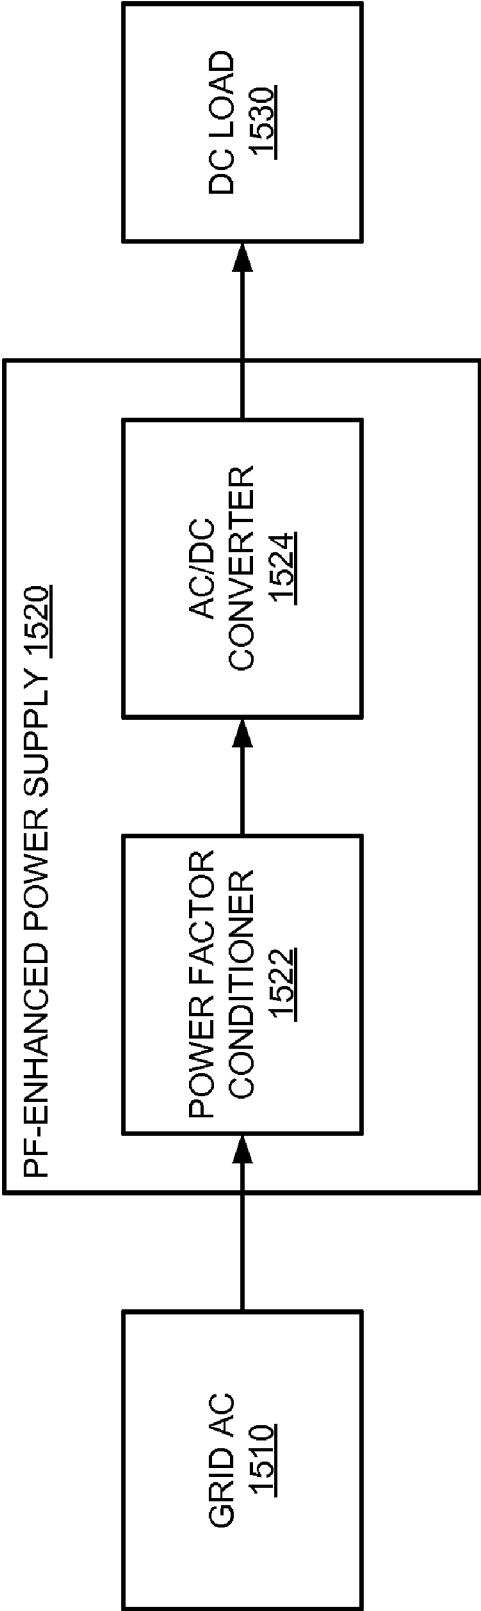 PF-ENHANCED POWER SUPPLY 1520
GRID AC
1510
POWER FACTOR
CONDITIONER
1522
AC/DC
CONVERTER
1524
DC LOAD
1530